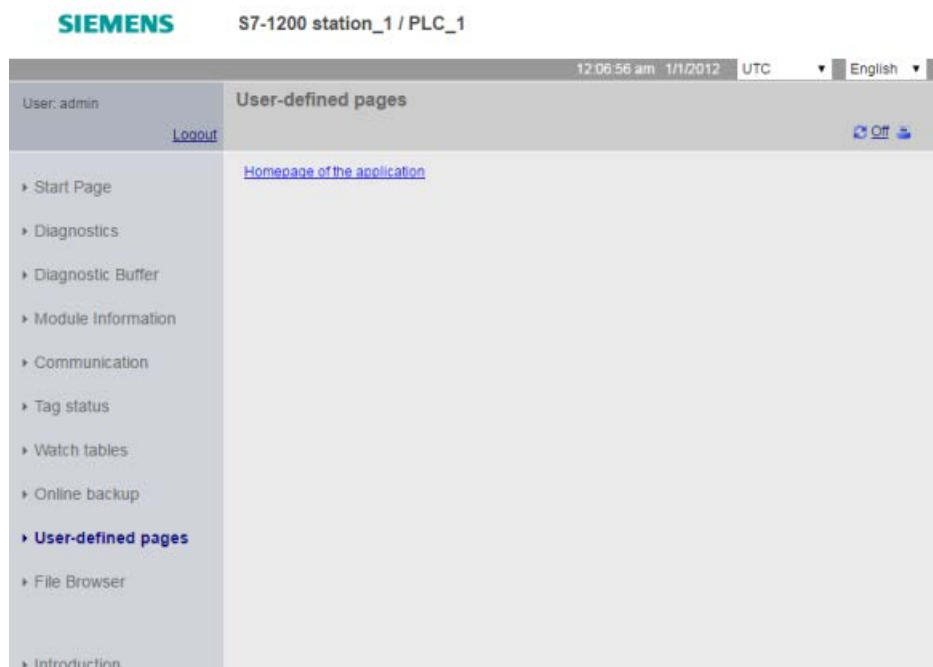 SIEMENS S7-1200 station_1 / PLC_1
12:06:56 am 1/1/2012 UTC English
User: admin
User-defined pages
Logout
Off
Homepage of the application
Start Page
Diagnostics
Diagnostic Buffer
Module Information
Communication
Tag status
Watch tables
Online backup
User-defined pages
File Browser
Introduction